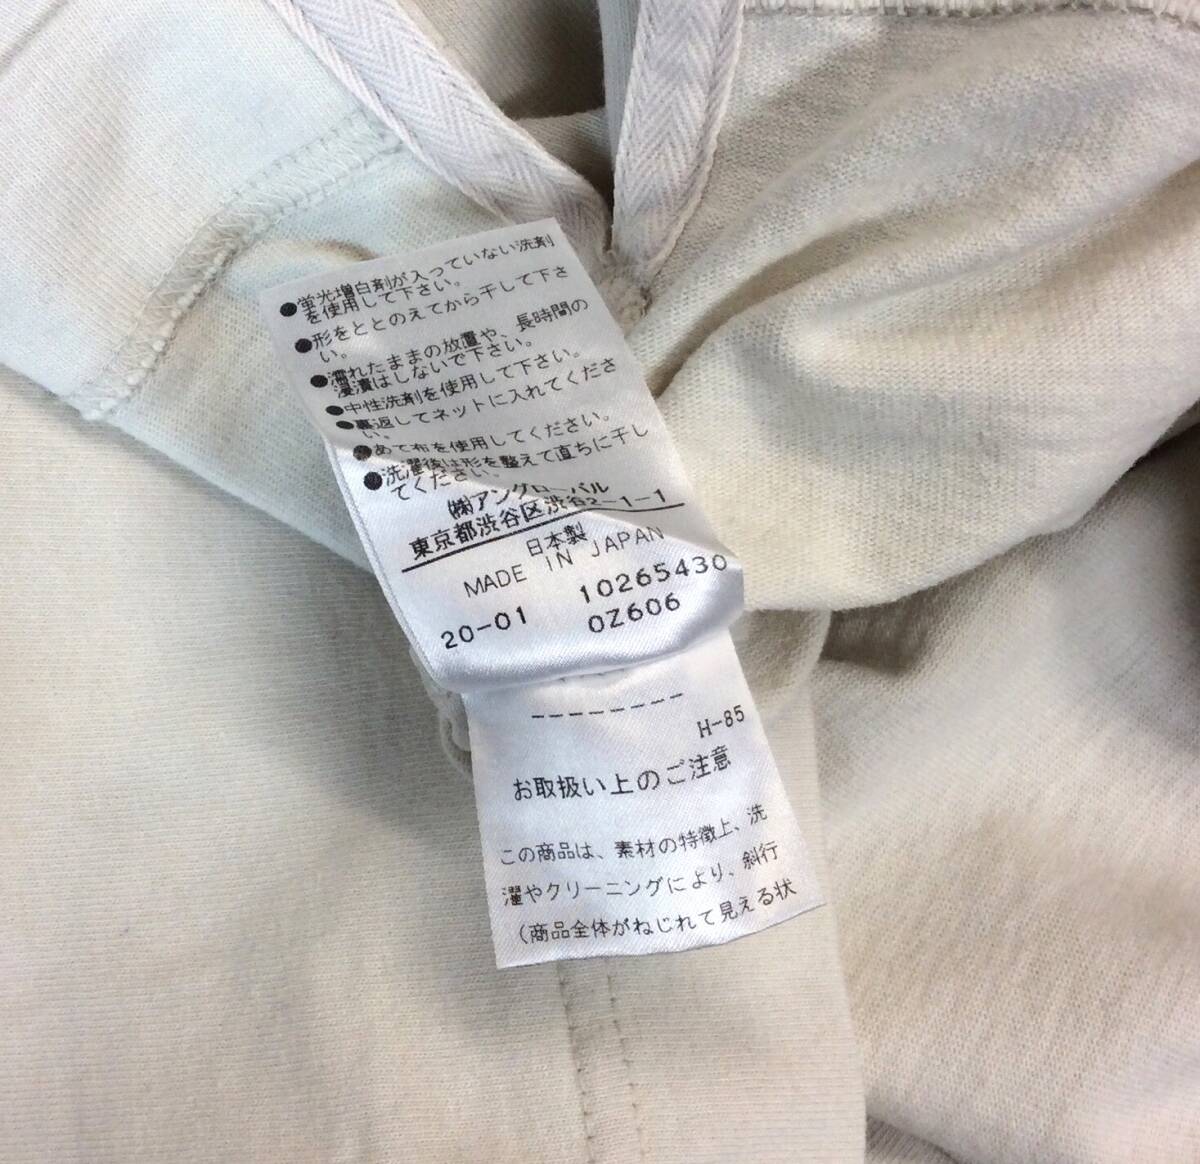 ●蛍光増白剤が入っていない洗剤
を使用して下さい。
●形をととのえてから干して下さ
い。
●濡れたままの放置や、長時間の
浸漬はしないで下さい。
●中性洗剤を使用して下さい。
●裏返してネットに入れてくださ
い。
●あて布を使用してください。
●洗濯後は形を整えて直ちに干し
てください。
㈱アングローバル
東京都渋谷区渋谷2-1-1
日本製
MADE IN JAPAN
20-01 10265430
0Z606
--------
H-85
お取扱い上のご注意
この商品は、素材の特徴上、洗
濯やクリーニングにより、斜行
(商品全体がねじれて見える状